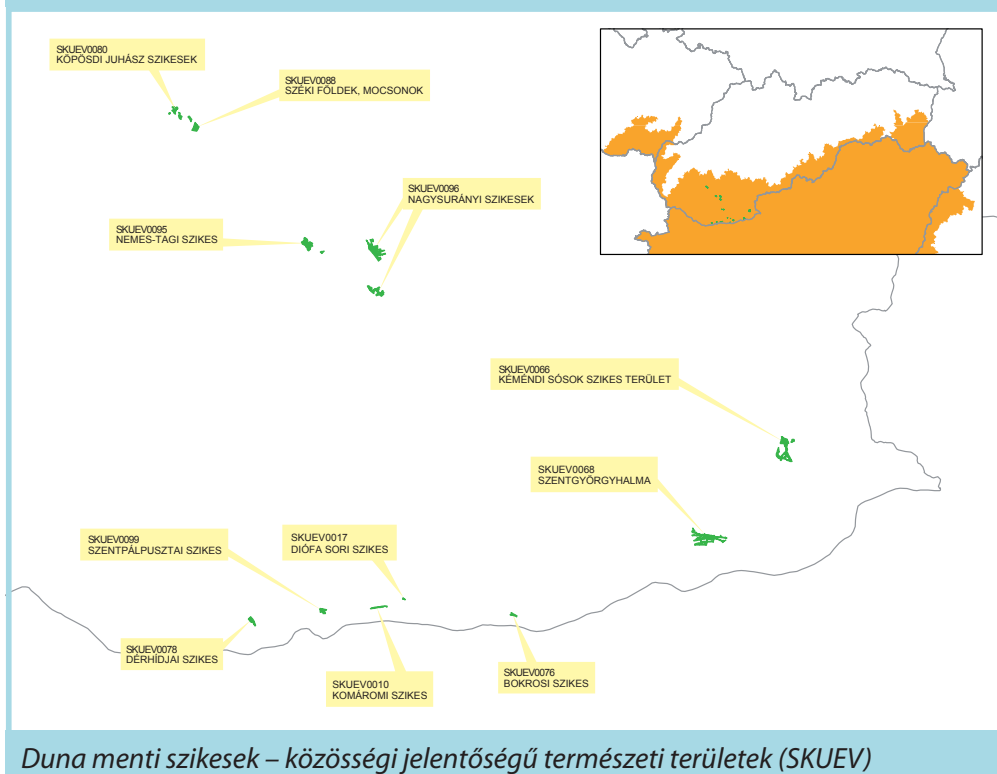 SKUEV0080
KÖPÖSDI JUHÁSZ SZIKESEK
SKUEV0088
SZÉKI FÖLDEK, MOCSONOK
SKUEV0096
NAGYSURÁNYI SZIKESEK
SKUEV0095
NEMES-TAGI SZIKES
SKUEV0066
KÉMÉNDI SÓSOK SZIKES TERÜLET
SKUEV0068
SZENTGYÖRGYHALMA
SKUEV0099
SZENTPÁLPUSZTAI SZIKES
SKUEV0017
DIÓFA SORI SZIKES
SKUEV0078
DÉRHÍDJAI SZIKES
SKUEV0010
KOMÁROMI SZIKES
SKUEV0076
BOKROSI SZIKES
Duna menti szikesek – közösségi jelentőségű természeti területek (SKUEV)